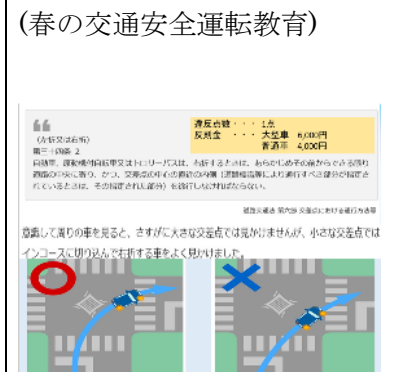 (春の交通安全運転教育)
違反点数・・・ 1点
反則金 ・・・ 大型車 6,000円
普通車 4,000円
(左折又は右折)
第三十四条 2
自動車、原動機付自転車又はトロリーバスは、右折するときは、あらかじめその前からできる限り
道路の中央に寄り、かつ、交差点の中心の直近の内側(道路標識等により通行すべき部分が指定さ
れているときは、その指定された部分)を徐行しなければならない。
道路交通法 第六節 交差点における通行方法等
意識して周りの車を見ると、さすがに大きな交差点では見かけませんが、小さな交差点では
インコースに切り込んで右折する車をよく見かけました。